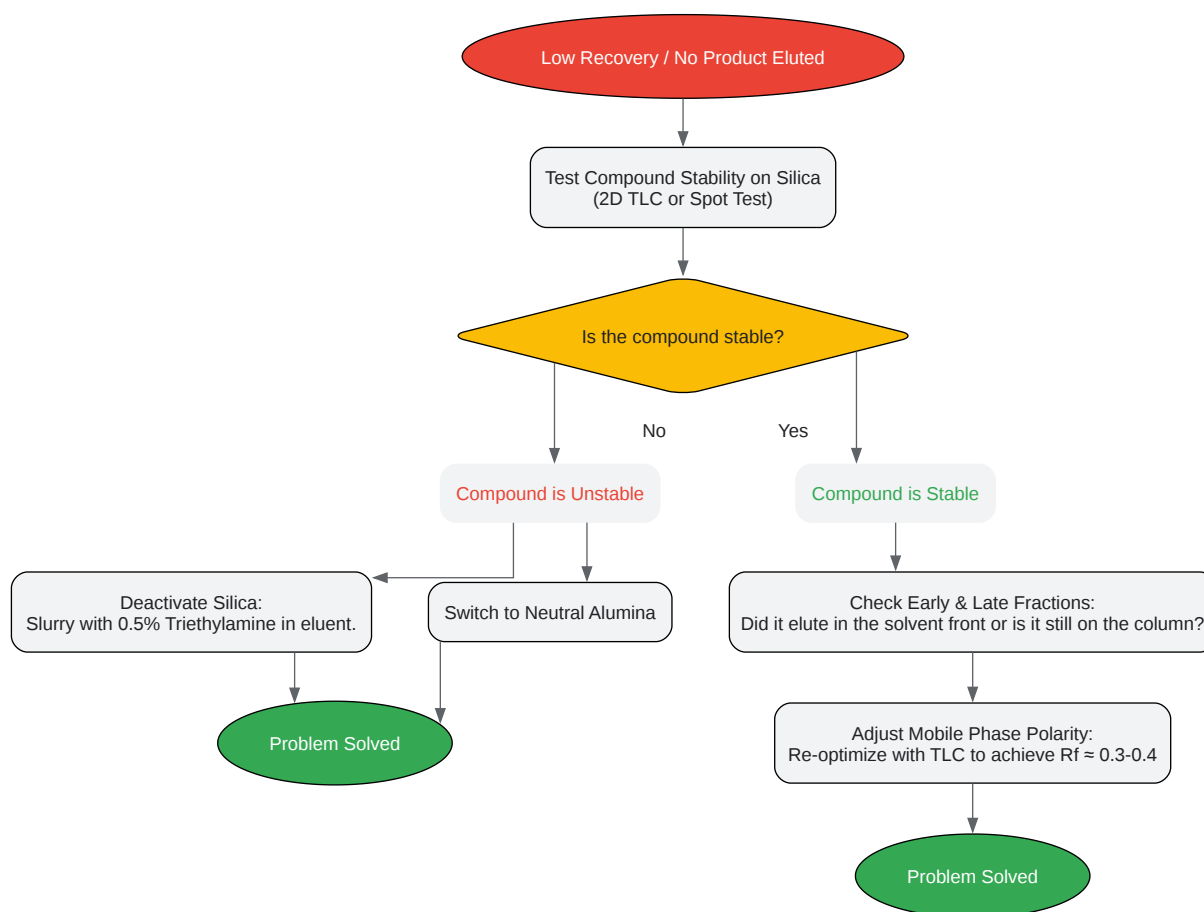 Low Recovery / No Product Eluted
Test Compound Stability on Silica
(2D TLC or Spot Test)
Is the compound stable?
No
Yes
Compound is Unstable
Compound is Stable
Deactivate Silica:
Slurry with 0.5% Triethylamine in eluent.
Switch to Neutral Alumina
Check Early & Late Fractions:
Did it elute in the solvent front or is it still on the column?
Problem Solved
Adjust Mobile Phase Polarity:
Re-optimize with TLC to achieve Rf ≈ 0.3-0.4
Problem Solved